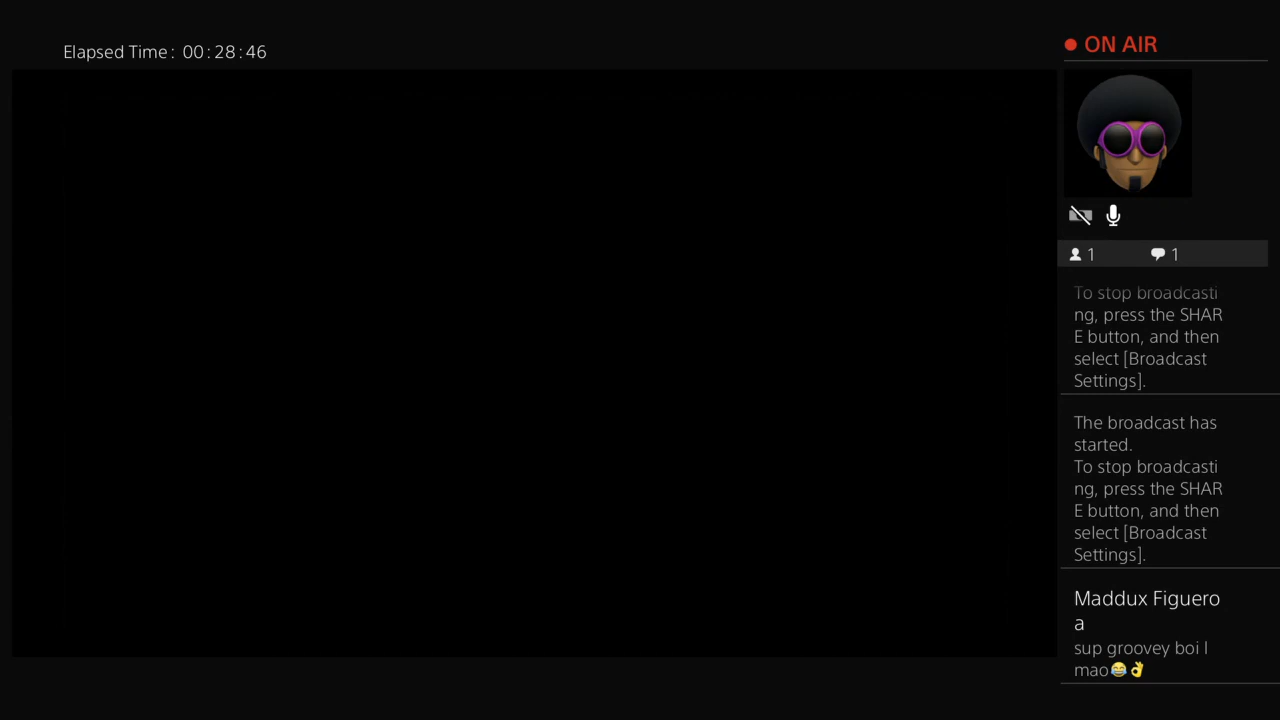 Elapsed Time: 00:28:46
ON AIR
1 1
To stop broadcasti
ng, press the SHAR
E button, and then
select [Broadcast
Settings].
The broadcast has
started.
To stop broadcasti
ng, press the SHAR
E button, and then
select [Broadcast
Settings].
Maddux Figuero
a
sup groovey boi l
mao😂👌